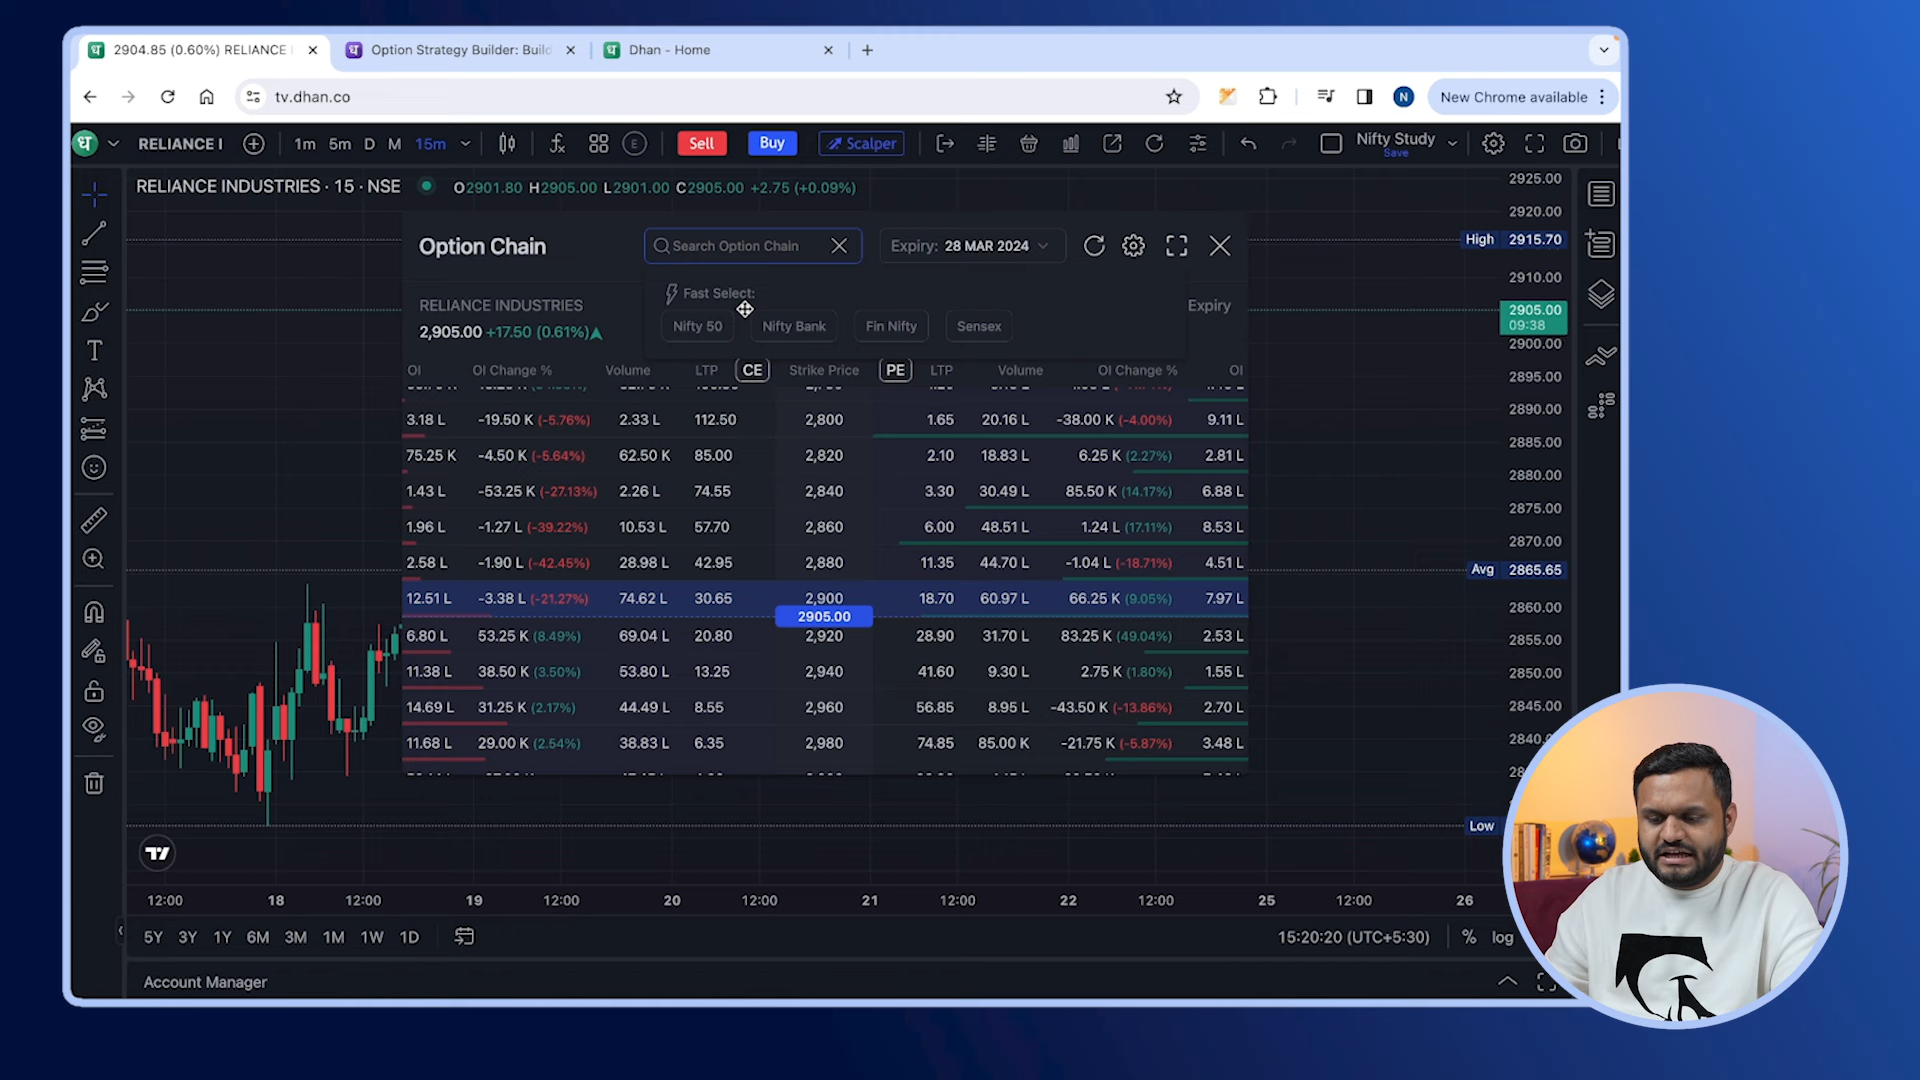 2904.85 (0.60%) RELIANCE I
Option Strategy Builder: Build
Dhan - Home
tv.dhan.co
N
New Chrome available
RELIANCE I
1m 5m D M 15m
E
Sell
Buy
Scalper
Nifty Study
Save
RELIANCE INDUSTRIES · 15 · NSE
O2901.80 H2905.00 L2901.00 C2905.00 +2.75 (+0.09%)
Option Chain
Search Option Chain
Expiry: 28 MAR 2024
RELIANCE INDUSTRIES
2,905.00 +17.50 (0.61%)
Fast Select:
Nifty 50 Nifty Bank Fin Nifty Sensex
Expiry
OI OI Change % Volume LTP CE Strike Price PE LTP Volume OI Change % OI
3.18 L -19.50 K (-5.76%) 2.33 L 112.50 2,800 1.65 20.16 L -38.00 K (-4.00%) 9.11 L
75.25 K -4.50 K (-5.64%) 62.50 K 85.00 2,820 2.10 18.83 L 6.25 K (2.27%) 2.81 L
1.43 L -53.25 K (-27.13%) 2.26 L 74.55 2,840 3.30 30.49 L 85.50 K (14.17%) 6.88 L
1.96 L -1.27 L (-39.22%) 10.53 L 57.70 2,860 6.00 48.51 L 1.24 L (17.11%) 8.53 L
2.58 L -1.90 L (-42.45%) 28.98 L 42.95 2,880 11.35 44.70 L -1.04 L (-18.71%) 4.51 L
12.51 L -3.38 L (-21.27%) 74.62 L 30.65 2,900 18.70 60.97 L 66.25 K (9.05%) 7.97 L
2905.00
6.80 L 53.25 K (8.49%) 69.04 L 20.80 2,920 28.90 31.70 L 83.25 K (49.04%) 2.53 L
11.38 L 38.50 K (3.50%) 53.80 L 13.25 2,940 41.60 9.30 L 2.75 K (1.80%) 1.55 L
14.69 L 31.25 K (2.17%) 44.49 L 8.55 2,960 56.85 8.95 L -43.50 K (-13.86%) 2.70 L
11.68 L 29.00 K (2.54%) 38.83 L 6.35 2,980 74.85 85.00 K -21.75 K (-5.87%) 3.48 L
2925.00
2920.00
High 2915.70
2910.00
2905.00
09:38
2900.00
2895.00
2890.00
2885.00
2880.00
2875.00
2870.00
Avg 2865.65
2860.00
2855.00
2850.00
2845.00
Low
12:00 18 12:00 19 12:00 20 12:00 21 12:00 22 12:00 25 12:00 26
5Y 3Y 1Y 6M 3M 1M 1W 1D
15:20:20 (UTC+5:30) % log
Account Manager